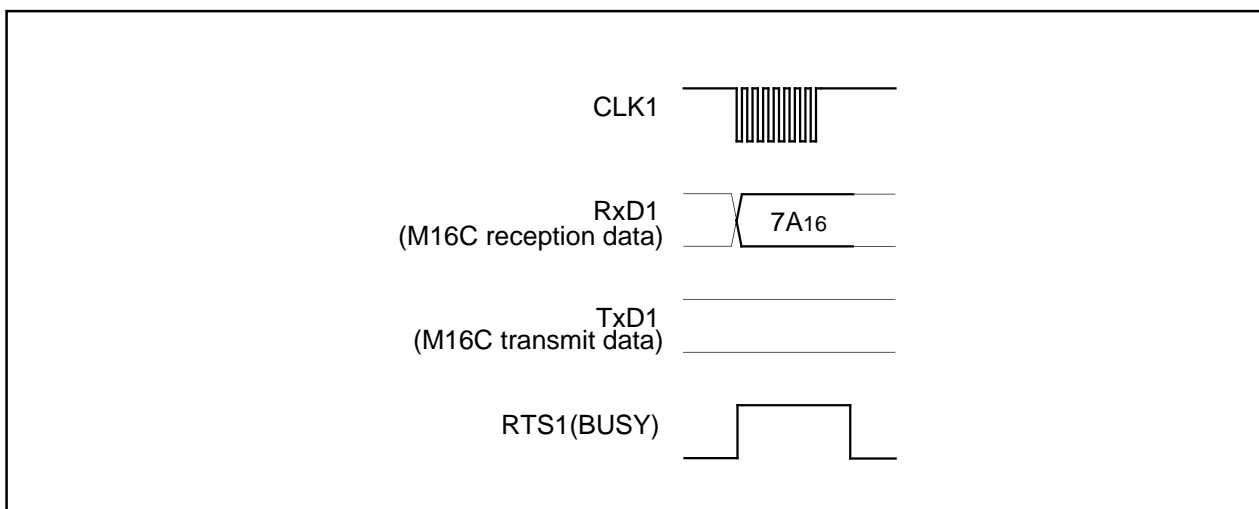 CLK1
RxD1
(M16C reception data)
7A16
TxD1
(M16C transmit data)
RTS1(BUSY)